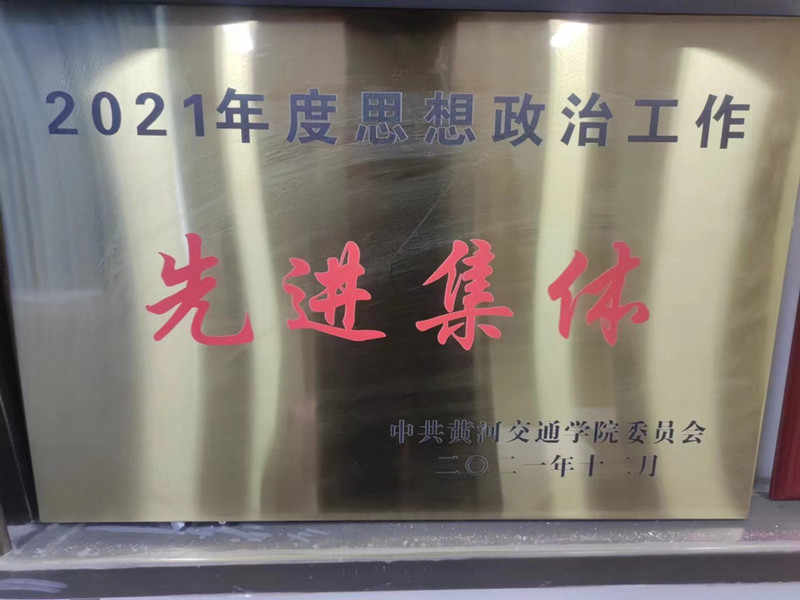 2021年度思想政治工作
先进集体
中共黄河交通学院委员会
二〇二一年十二月